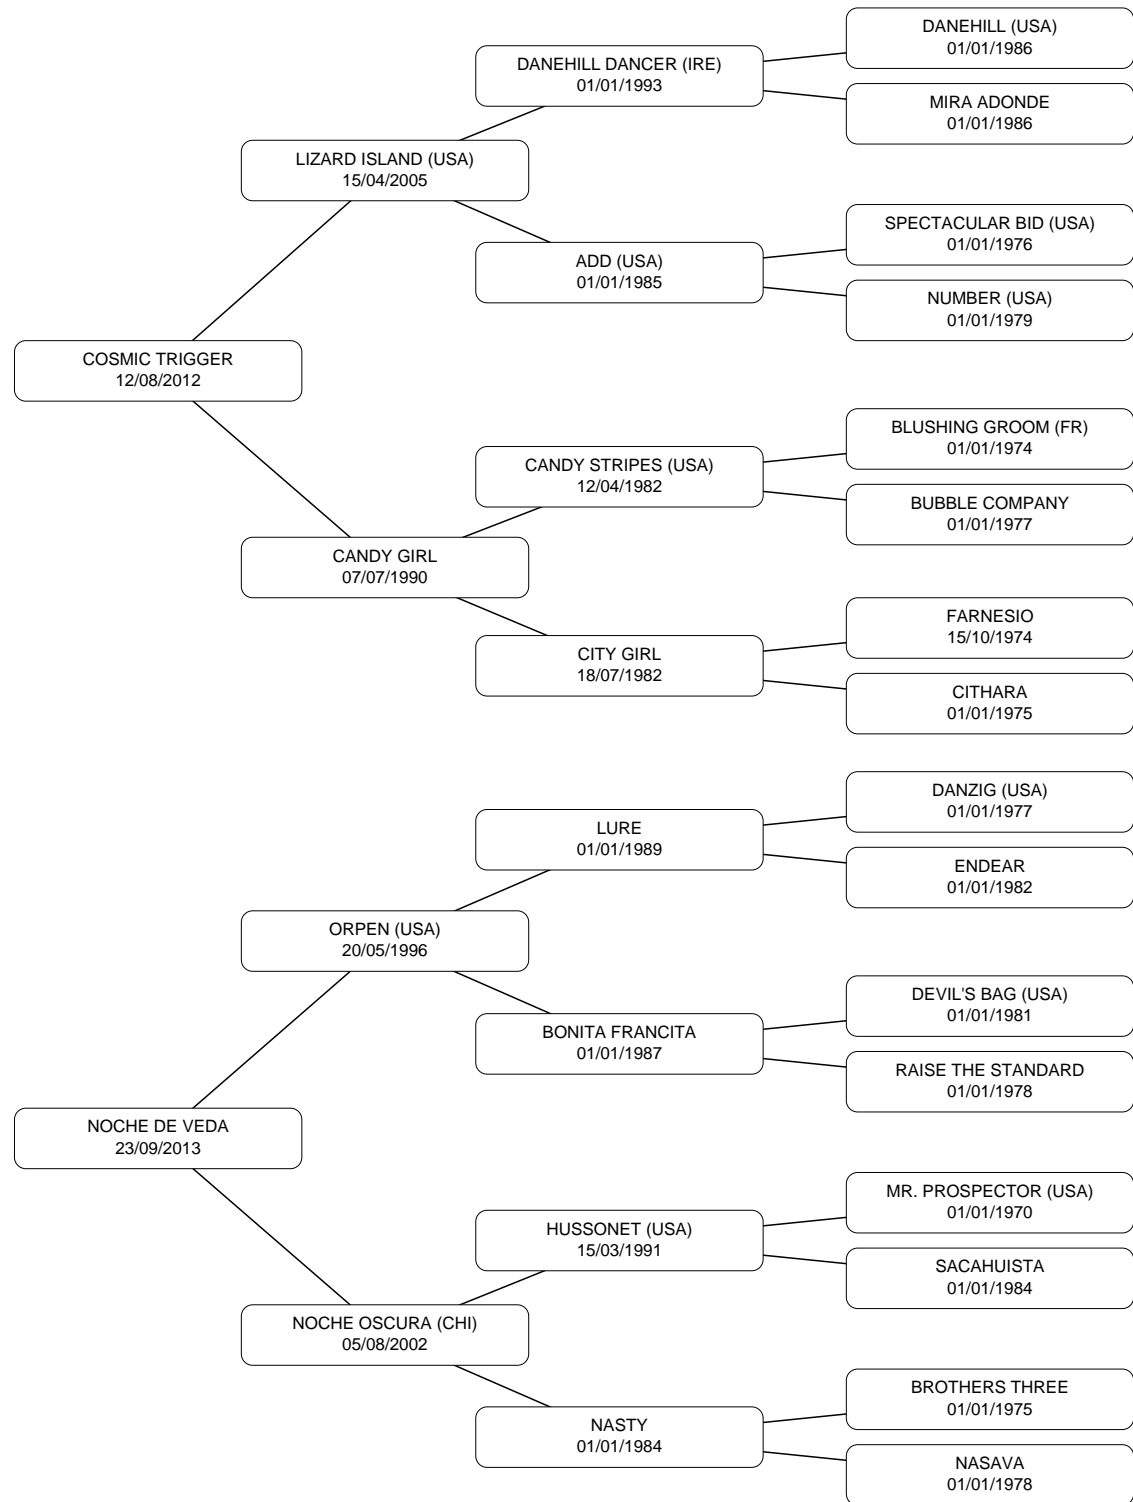 DANEHILL (USA)
01/01/1986
DANEHILL DANCER (IRE)
01/01/1993
MIRA ADONDE
01/01/1986
LIZARD ISLAND (USA)
15/04/2005
SPECTACULAR BID (USA)
01/01/1976
ADD (USA)
01/01/1985
NUMBER (USA)
01/01/1979
COSMIC TRIGGER
12/08/2012
BLUSHING GROOM (FR)
01/01/1974
CANDY STRIPES (USA)
12/04/1982
BUBBLE COMPANY
01/01/1977
CANDY GIRL
07/07/1990
FARNESIO
15/10/1974
CITY GIRL
18/07/1982
CITHARA
01/01/1975
DANZIG (USA)
01/01/1977
LURE
01/01/1989
ENDEAR
01/01/1982
ORPEN (USA)
20/05/1996
DEVIL'S BAG (USA)
01/01/1981
BONITA FRANCITA
01/01/1987
RAISE THE STANDARD
01/01/1978
NOCHE DE VEDA
23/09/2013
MR. PROSPECTOR (USA)
01/01/1970
HUSSONET (USA)
15/03/1991
SACAHUISTA
01/01/1984
NOCHE OSCURA (CHI)
05/08/2002
BROTHERS THREE
01/01/1975
NASTY
01/01/1984
NASAVA
01/01/1978